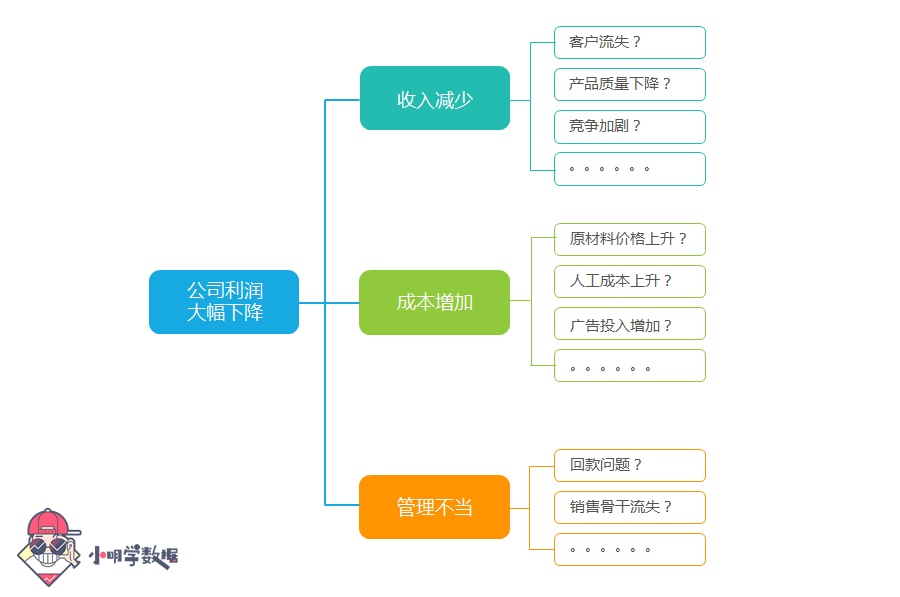 公司利润
大幅下降
收入减少
客户流失？
产品质量下降？
竞争加剧？
。。。。。。
成本增加
原材料价格上升？
人工成本上升？
广告投入增加？
。。。。。。
管理不当
回款问题？
销售骨干流失？
。。。。。。
小明学数据